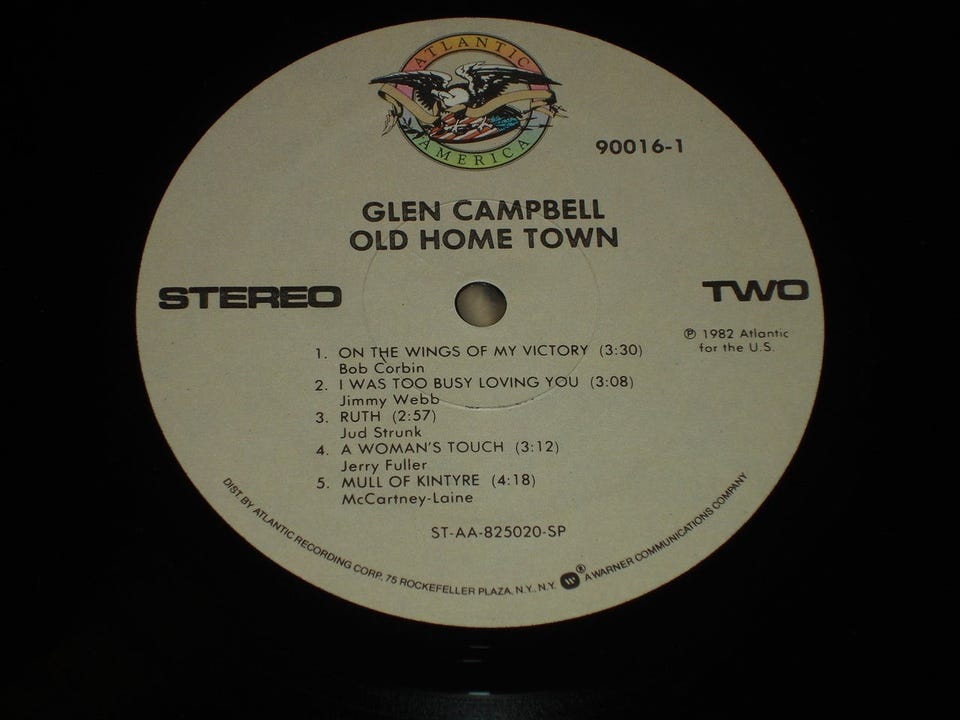 ATLANTIC
AMERICA
90016-1
GLEN CAMPBELL
OLD HOME TOWN
STEREO
TWO
℗ 1982 Atlantic
for the U.S.
1. ON THE WINGS OF MY VICTORY (3:30)
Bob Corbin
2. I WAS TOO BUSY LOVING YOU (3:08)
Jimmy Webb
3. RUTH (2:57)
Jud Strunk
4. A WOMAN'S TOUCH (3:12)
Jerry Fuller
5. MULL OF KINTYRE (4:18)
McCartney-Laine
ST-AA-825020-SP
DIST. BY ATLANTIC RECORDING CORP., 75 ROCKEFELLER PLAZA, N.Y., N.Y. ® A WARNER COMMUNICATIONS COMPANY